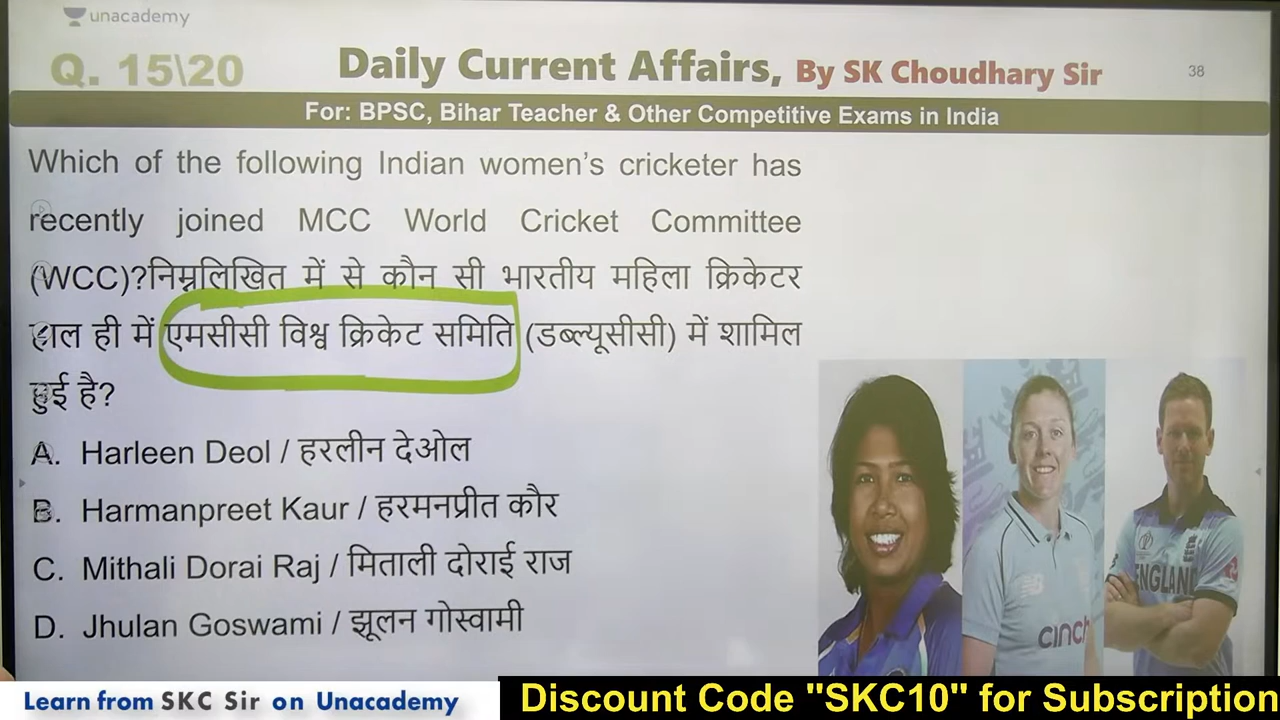 unacademy
Q. 15\20
Daily Current Affairs, By SK Choudhary Sir
38
For: BPSC, Bihar Teacher & Other Competitive Exams in India
Which of the following Indian women's cricketer has
recently joined MCC World Cricket Committee
(WCC)?निम्नलिखित में से कौन सी भारतीय महिला क्रिकेटर
हाल ही में एमसीसी विश्व क्रिकेट समिति (डब्ल्यूसीसी) में शामिल
हुई है?
A. Harleen Deol / हरलीन देओल
B. Harmanpreet Kaur / हरमनप्रीत कौर
C. Mithali Dorai Raj / मिताली दोराई राज
D. Jhulan Goswami / झूलन गोस्वामी
ENGLAND
cinch
Learn from SKC Sir on Unacademy
Discount Code "SKC10" for Subscription